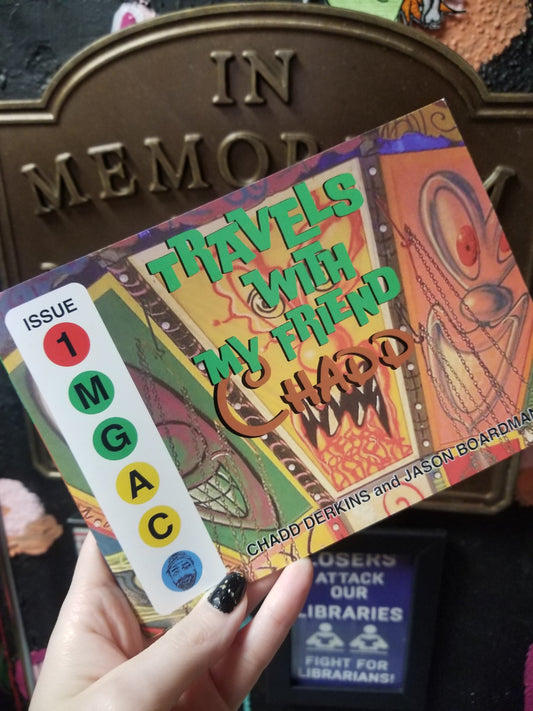 IN
MEMOR
M
TRAVELS
WITH
MY FRIEND
CHADD
ISSUE
1
M
G
A
C
CHADD DERKINS and JASON BOARDMAN
LOSERS
ATTACK
OUR
LIBRARIES
FIGHT FOR
LIBRARIANS!